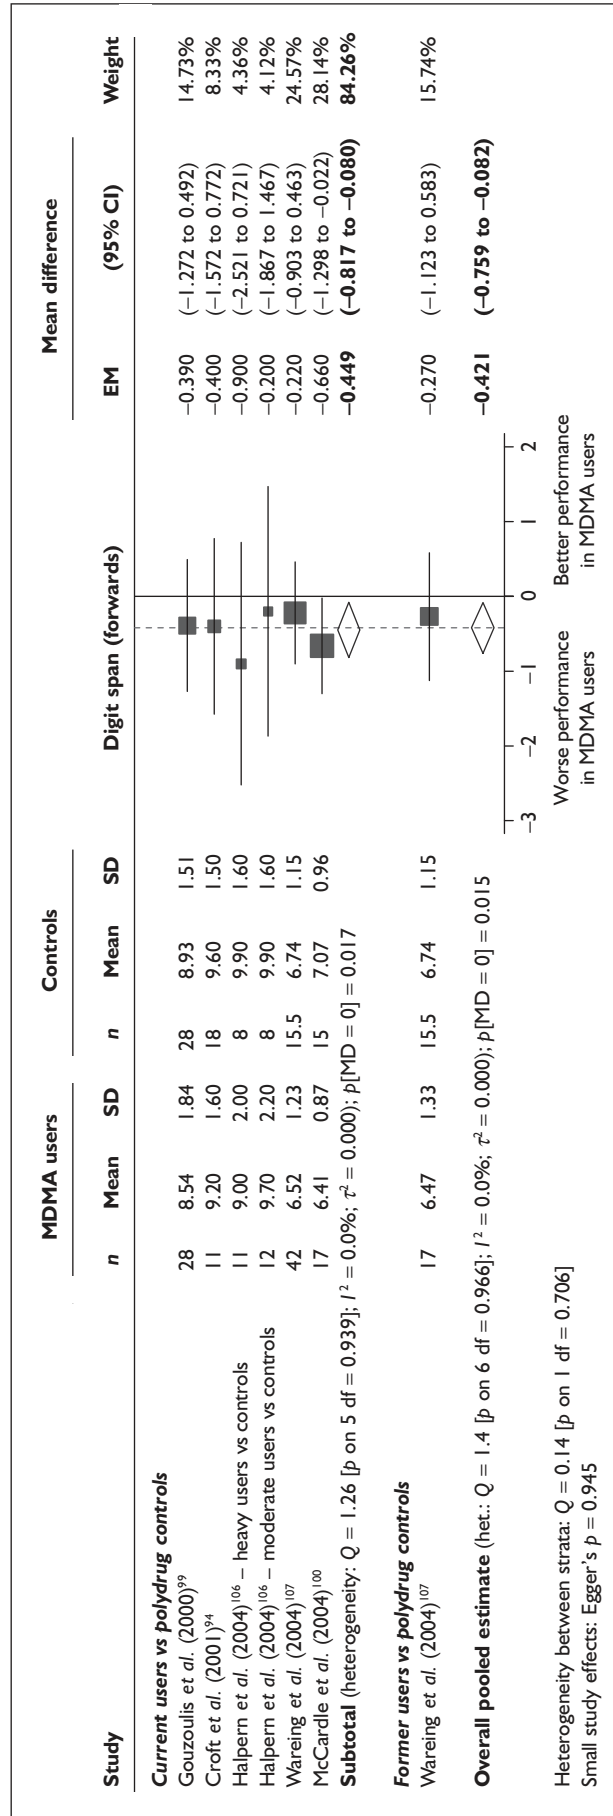 MDMA users Controls Mean difference
Study n Mean SD n Mean SD Digit span (forwards) EM (95% CI) Weight
Current users vs polydrug controls
Gouzoulis et al. (2000)99 28 8.54 1.84 28 8.93 1.51 −0.390 (−1.272 to 0.492) 14.73%
Croft et al. (2001)94 11 9.20 1.60 18 9.60 1.50 −0.400 (−1.572 to 0.772) 8.33%
Halpern et al. (2004)106 – heavy users vs controls 11 9.00 2.00 8 9.90 1.60 −0.900 (−2.521 to 0.721) 4.36%
Halpern et al. (2004)106 – moderate users vs controls 12 9.70 2.20 8 9.90 1.60 −0.200 (−1.867 to 1.467) 4.12%
Wareing et al. (2004)107 42 6.52 1.23 15.5 6.74 1.15 −0.220 (−0.903 to 0.463) 24.57%
McCardle et al. (2004)100 17 6.41 0.87 15 7.07 0.96 −0.660 (−1.298 to −0.022) 28.14%
Subtotal (heterogeneity: Q = 1.26 [p on 5 df = 0.939]; I² = 0.0%; τ² = 0.000); p[MD = 0] = 0.017 −0.449 (−0.817 to −0.080) 84.26%
Former users vs polydrug controls
Wareing et al. (2004)107 17 6.47 1.33 15.5 6.74 1.15 −0.270 (−1.123 to 0.583) 15.74%
Overall pooled estimate (het.: Q = 1.4 [p on 6 df = 0.966]; I² = 0.0%; τ² = 0.000); p[MD = 0] = 0.015 −0.421 (−0.759 to −0.082)
−3 −2 −1 0 1 2
Worse performance Better performance
in MDMA users in MDMA users
Heterogeneity between strata: Q = 0.14 [p on 1 df = 0.706]
Small study effects: Egger's p = 0.945